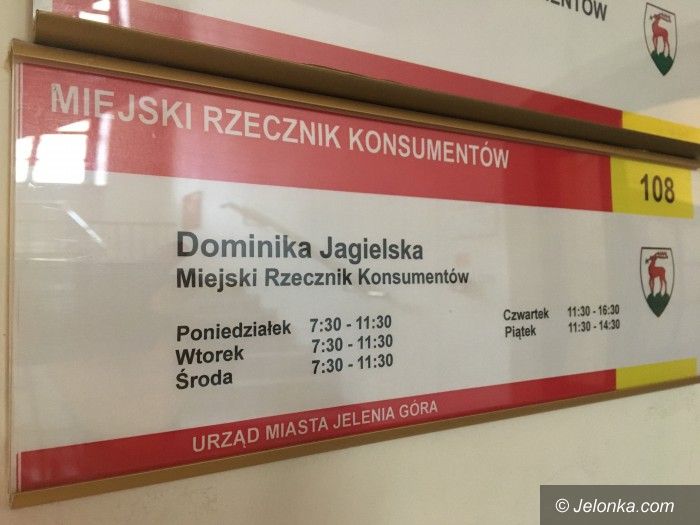 ONSUMENTÓW
MIEJSKI RZECZNIK KONSUMENTÓW
108
Dominika Jagielska
Miejski Rzecznik Konsumentów
Poniedziałek 7:30 - 11:30
Wtorek 7:30 - 11:30
Środa 7:30 - 11:30
Czwartek 11:30 - 16:30
Piątek 11:30 - 14:30
URZĄD MIASTA JELENIA GÓRA
© Jelonka.com